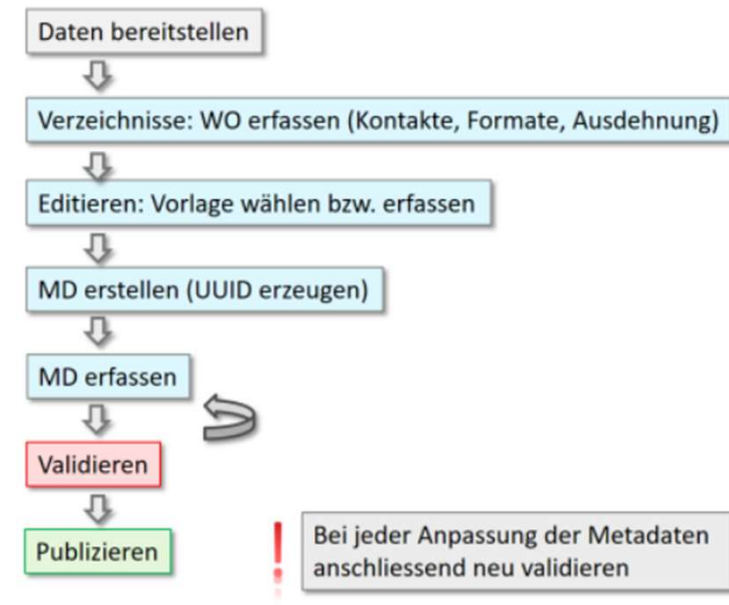 Daten bereitstellen
Verzeichnisse: WO erfassen (Kontakte, Formate, Ausdehnung)
Editieren: Vorlage wählen bzw. erfassen
MD erstellen (UUID erzeugen)
MD erfassen
Validieren
Publizieren
!
Bei jeder Anpassung der Metadaten
anschliessend neu validieren